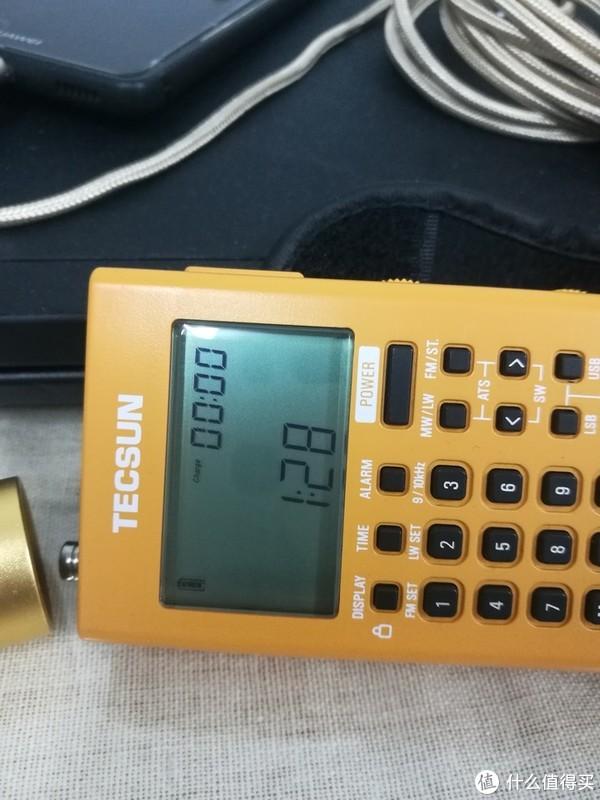 HUAWEI
TECSUN
Charge 00:00
1:28
DISPLAY TIME ALARM POWER
FM SET LW SET 9/10kHz MW/LW FM/ST.
1 2 3
ATS
4 5 6 < >
SW
7 8 9
LSB USB
值 什么值得买